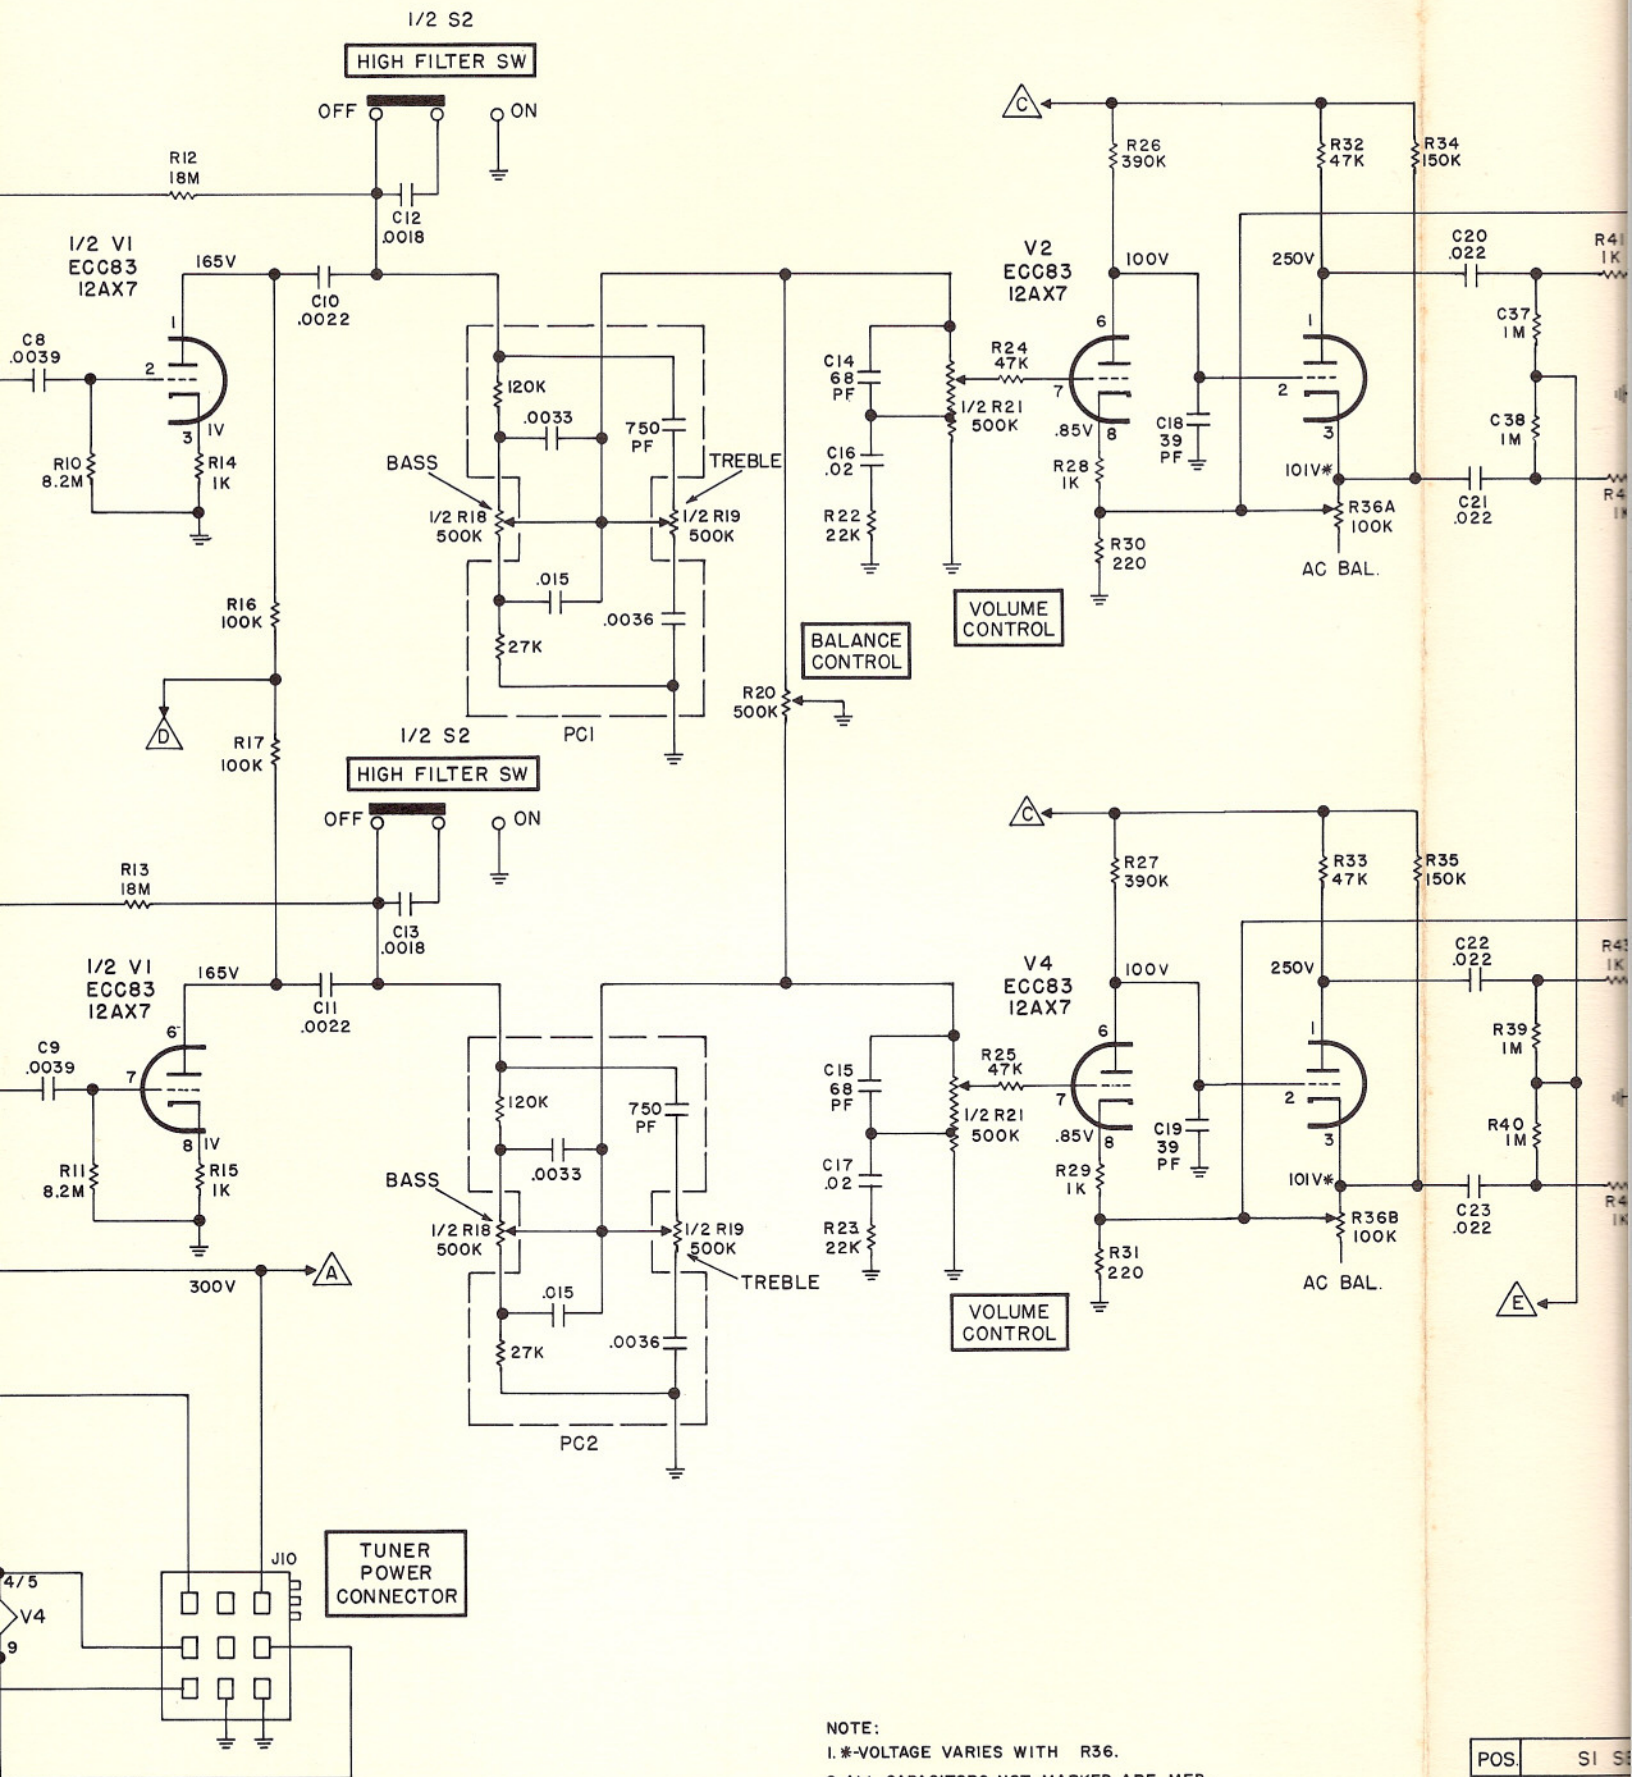 1/2 S2
HIGH FILTER SW
OFF
ON
R12
18M
C12
.0018
1/2 V1
ECC83
12AX7
165V
C10
.0022
1
2
3
1V
C8
.0039
R10
8.2M
R14
1K
R16
100K
D
R17
100K
120K
.0033
750
PF
BASS
TREBLE
1/2 R18
500K
1/2 R19
500K
.015
.0036
27K
PC1
C
R26
390K
R32
47K
R34
150K
V2
ECC83
12AX7
100V
250V
C20
.022
1K
C14
68
PF
R24
47K
1/2 R21
500K
6
7
8
.85V
C18
39
PF
1
2
3
C37
1M
C38
1M
C16
.02
R22
22K
R28
1K
101V*
C21
.022
R36A
100K
R30
220
AC BAL.
VOLUME
CONTROL
BALANCE
CONTROL
R20
500K
1/2 S2
HIGH FILTER SW
OFF
ON
R13
18M
C13
.0018
1/2 V1
ECC83
12AX7
165V
C11
.0022
6
7
8
1V
C9
.0039
R11
8.2M
R15
1K
300V
A
120K
.0033
750
PF
BASS
1/2 R18
500K
1/2 R19
500K
TREBLE
.015
.0036
27K
PC2
C
R27
390K
R33
47K
R35
150K
V4
ECC83
12AX7
100V
250V
C22
.022
1K
C15
68
PF
R25
47K
1/2 R21
500K
6
7
8
.85V
C19
39
PF
1
2
3
R39
1M
R40
1M
C17
.02
R23
22K
R29
1K
101V*
C23
.022
R36B
100K
R31
220
AC BAL.
E
VOLUME
CONTROL
J10
TUNER
POWER
CONNECTOR
4/5
V4
9
NOTE:
1. *-VOLTAGE VARIES WITH R36.
POS.
S1